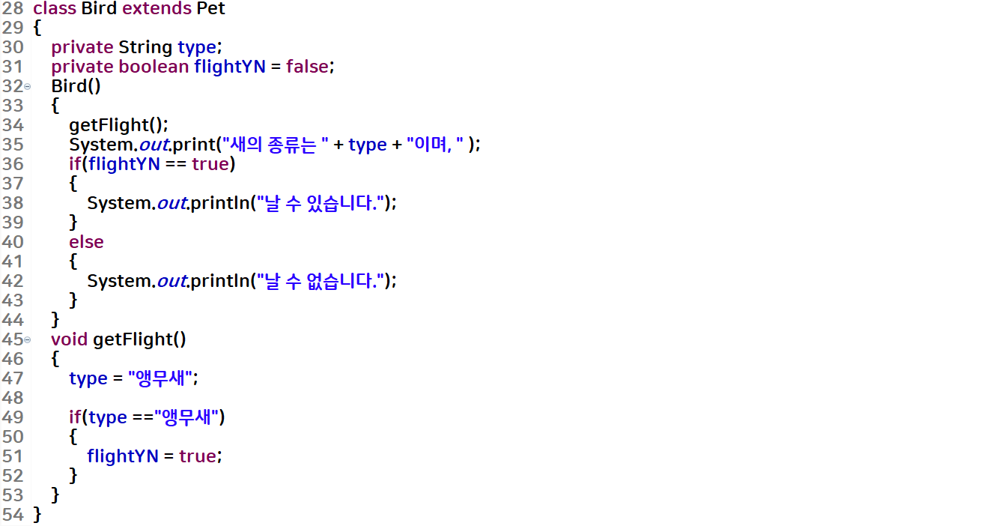 28 class Bird extends Pet
29 {
30 private String type;
31 private boolean flightYN = false;
32 Bird()
33 {
34 getFlight();
35 System.out.print("새의 종류는 " + type + "이며, " );
36 if(flightYN == true)
37 {
38 System.out.println("날 수 있습니다.");
39 }
40 else
41 {
42 System.out.println("날 수 없습니다.");
43 }
44 }
45 void getFlight()
46 {
47 type = "앵무새";
48
49 if(type =="앵무새")
50 {
51 flightYN = true;
52 }
53 }
54 }